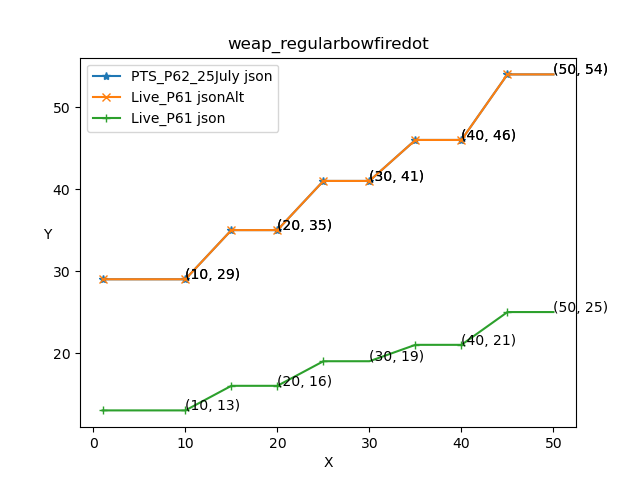 weap_regularbowfiredot
PTS_P62_25July json
Live_P61 jsonAlt
Live_P61 json
Y
50
40
30
20
(50, 54)
(40, 46)
(30, 41)
(20, 35)
(10, 29)
(50, 25)
(40, 21)
(30, 19)
(20, 16)
(10, 13)
0 10 20 30 40 50
X